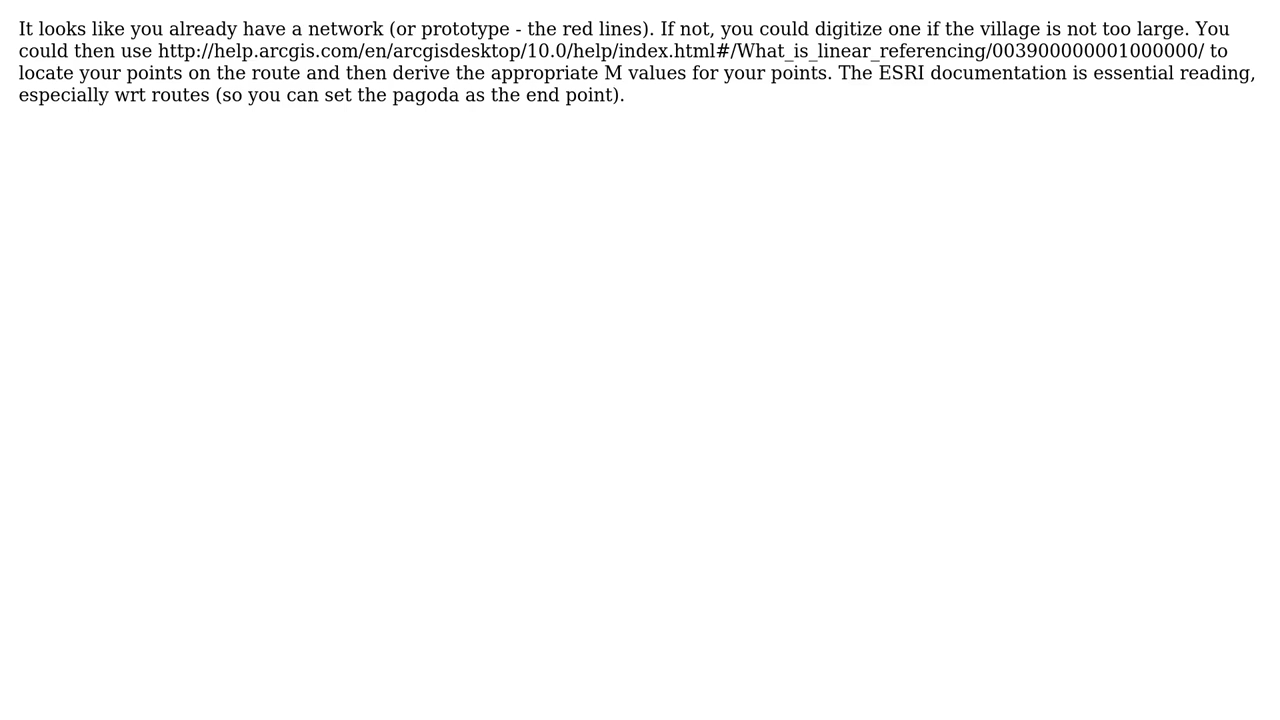 It looks like you already have a network (or prototype - the red lines). If not, you could digitize one if the village is not too large. You
could then use http://help.arcgis.com/en/arcgisdesktop/10.0/help/index.html#/What_is_linear_referencing/003900000001000000/ to
locate your points on the route and then derive the appropriate M values for your points. The ESRI documentation is essential reading,
especially wrt routes (so you can set the pagoda as the end point).